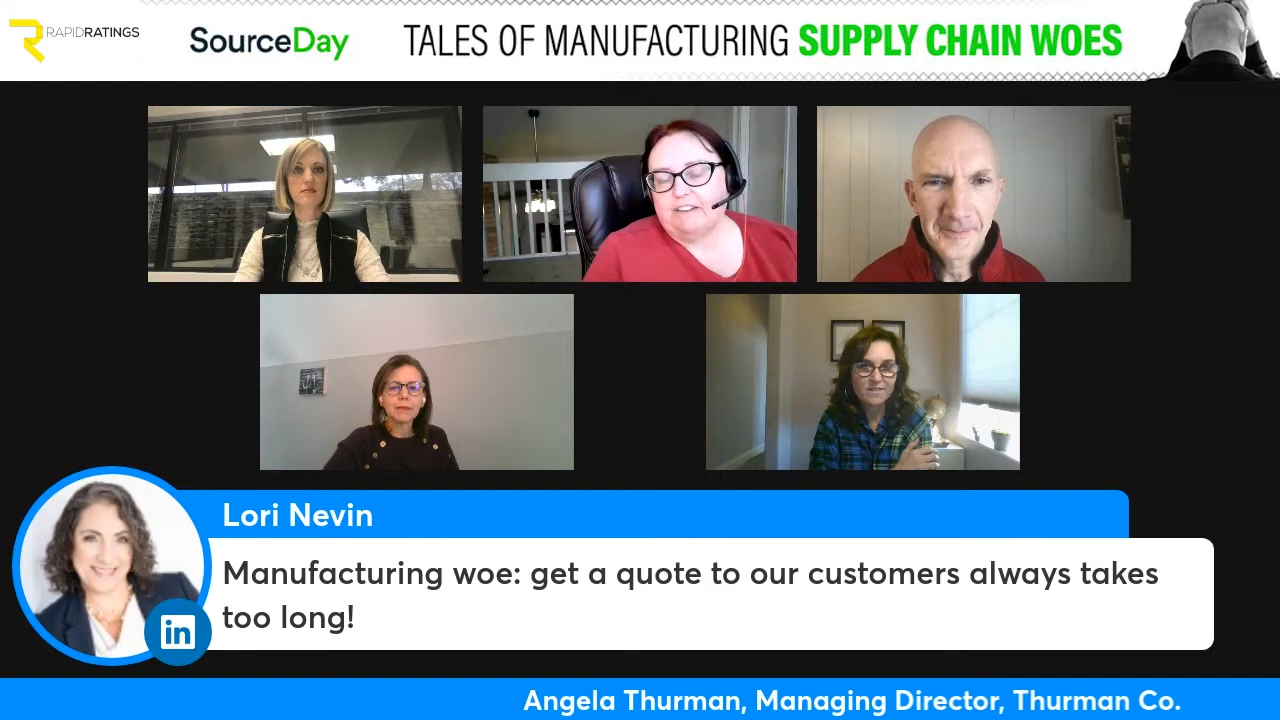 RAPIDRATINGS
SourceDay
TALES OF MANUFACTURING SUPPLY CHAIN WOES
Lori Nevin
Manufacturing woe: get a quote to our customers always takes
too long!
in
Angela Thurman, Managing Director, Thurman Co.